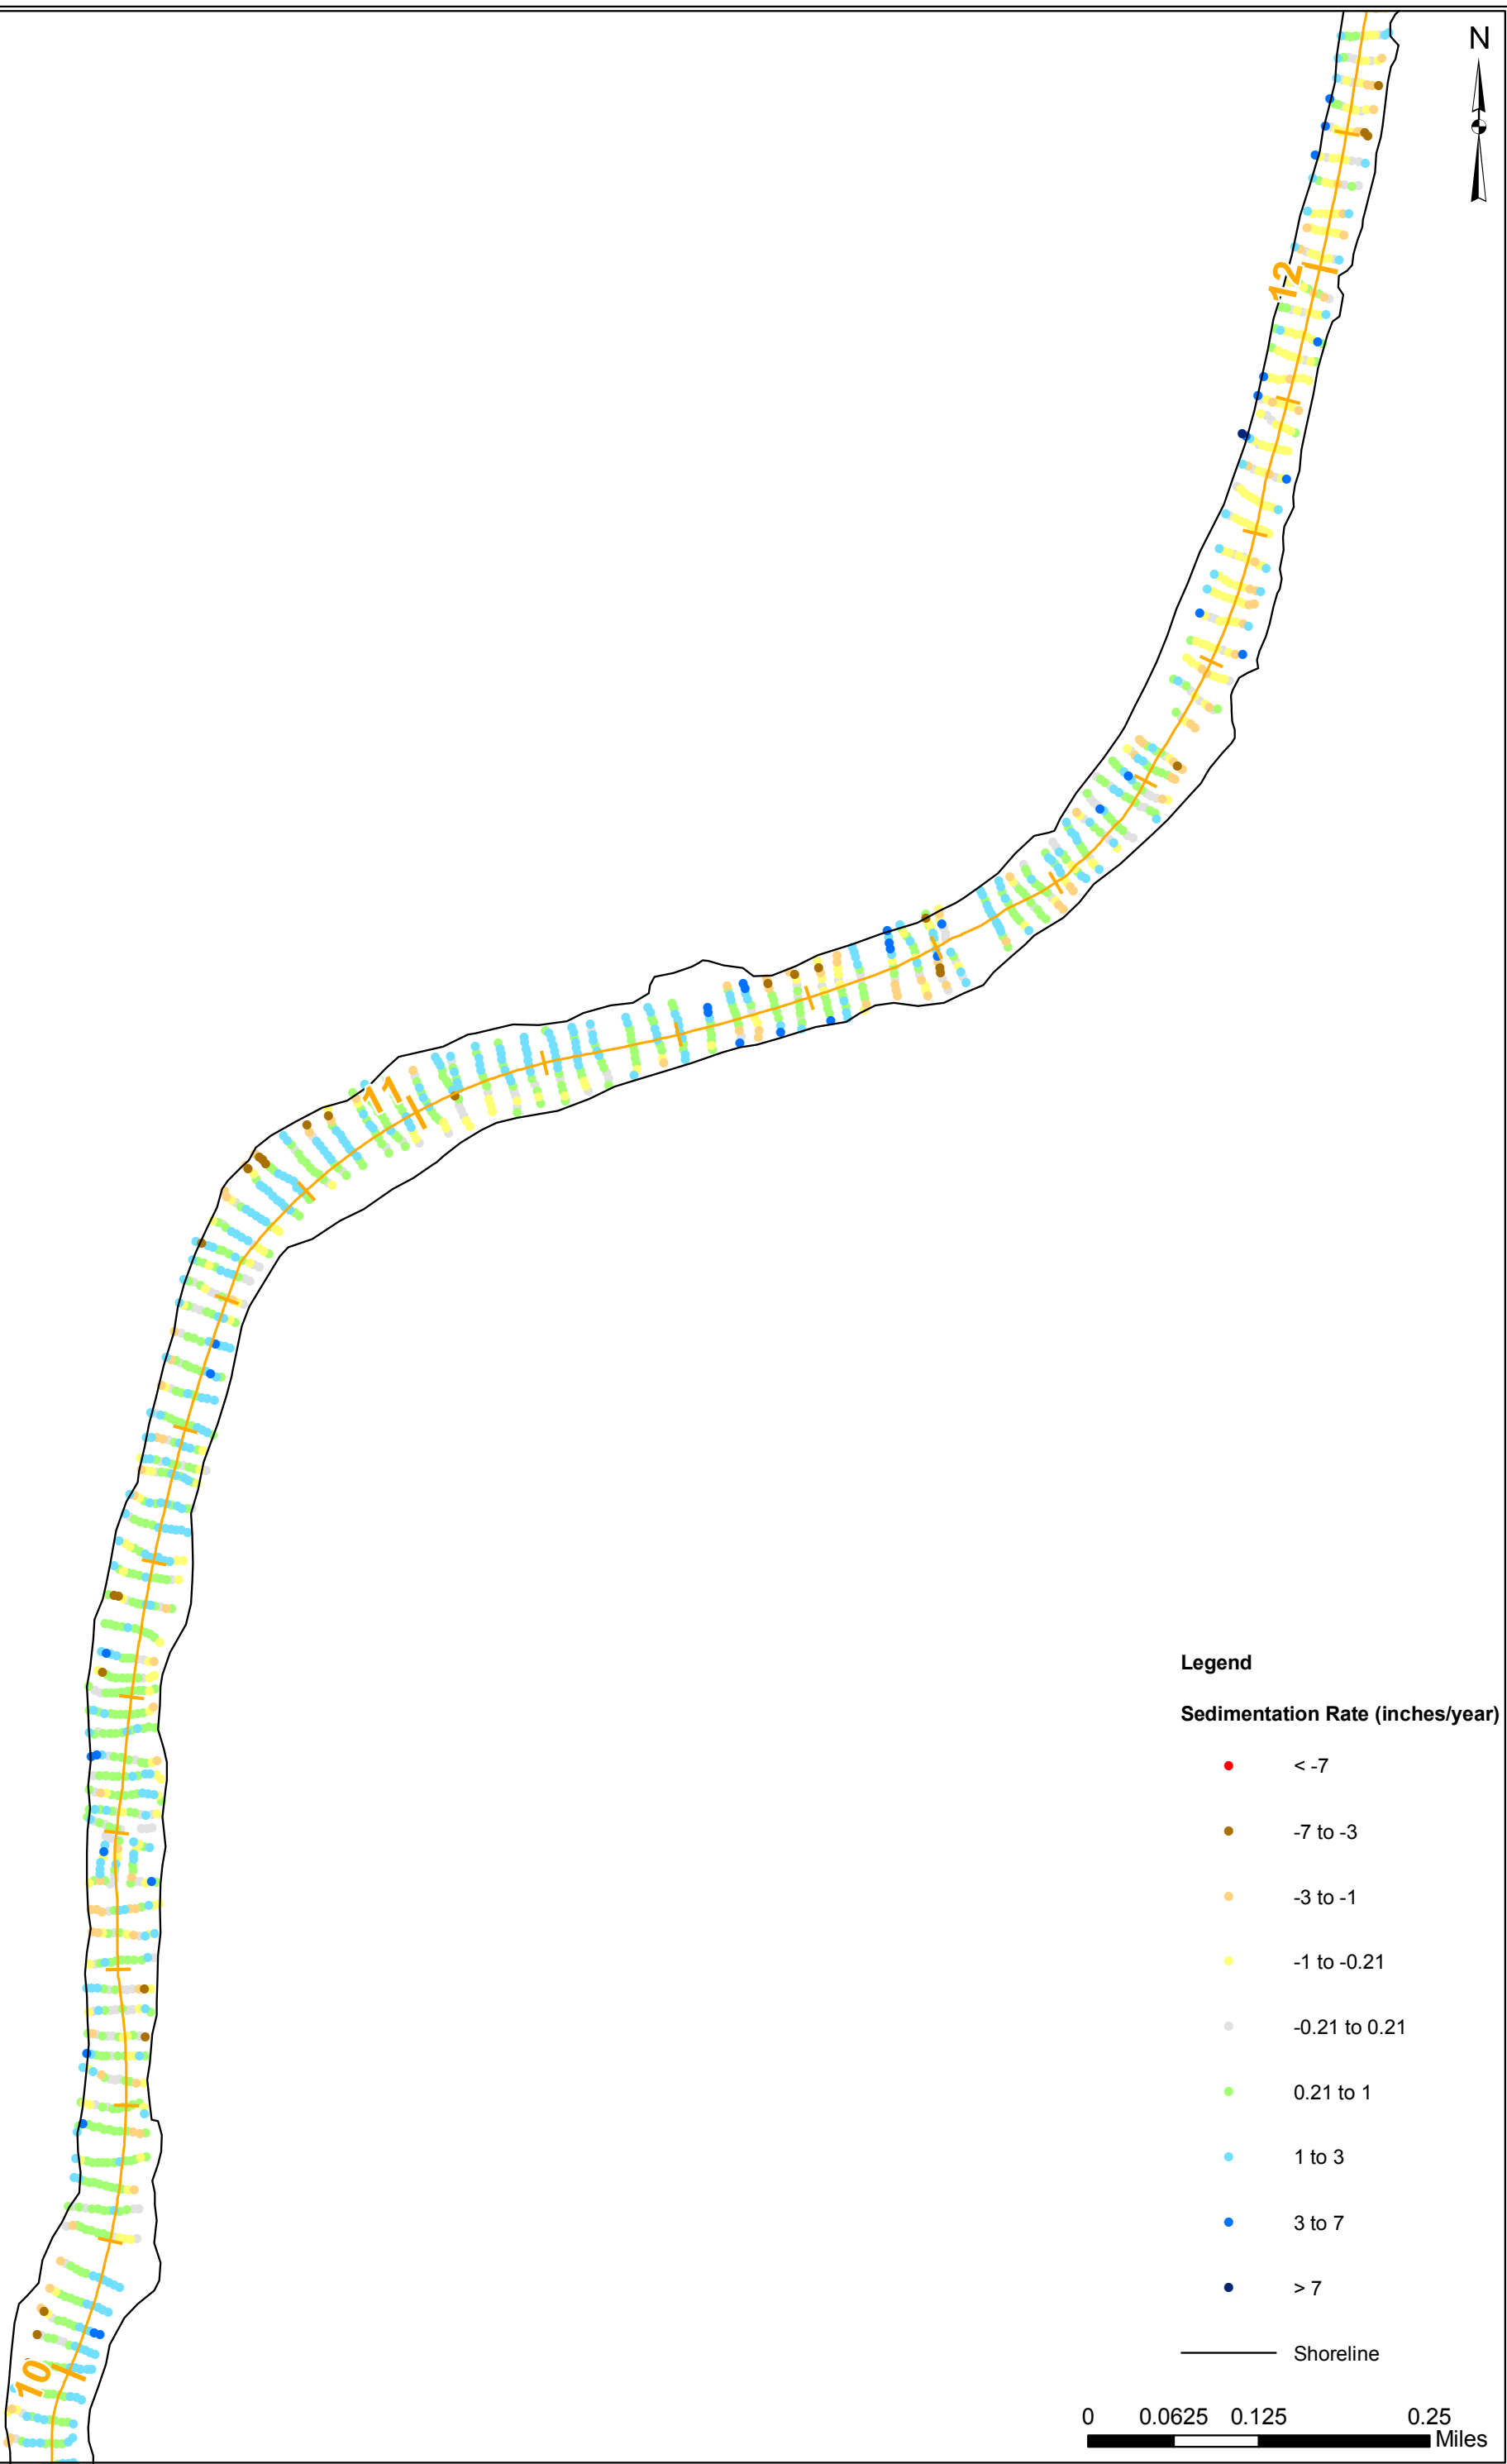 N
12
11
10
Legend
Sedimentation Rate (inches/year)
< -7
-7 to -3
-3 to -1
-1 to -0.21
-0.21 to 0.21
0.21 to 1
1 to 3
3 to 7
> 7
Shoreline
0 0.0625 0.125 0.25
Miles